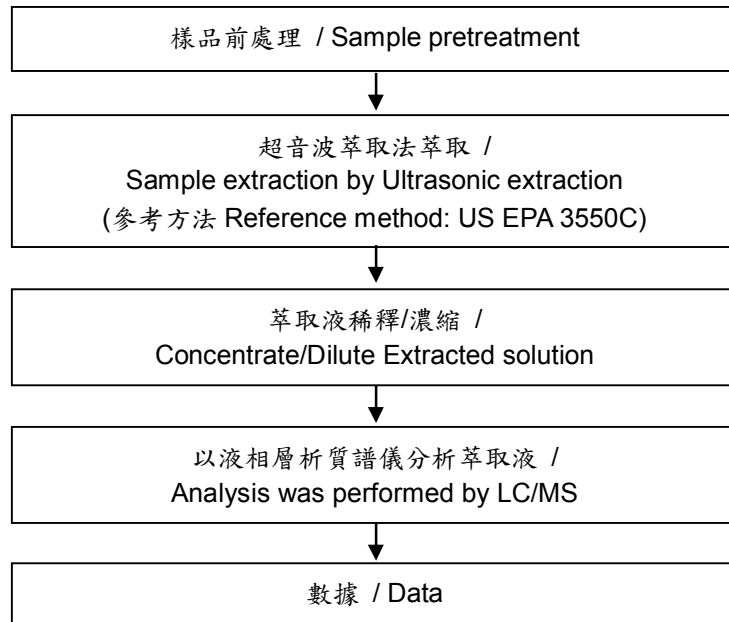 樣品前處理 / Sample pretreatment
超音波萃取法萃取 /
Sample extraction by Ultrasonic extraction
(參考方法 Reference method: US EPA 3550C)
萃取液稀釋/濃縮 /
Concentrate/Dilute Extracted solution
以液相層析質譜儀分析萃取液 /
Analysis was performed by LC/MS
數據 / Data